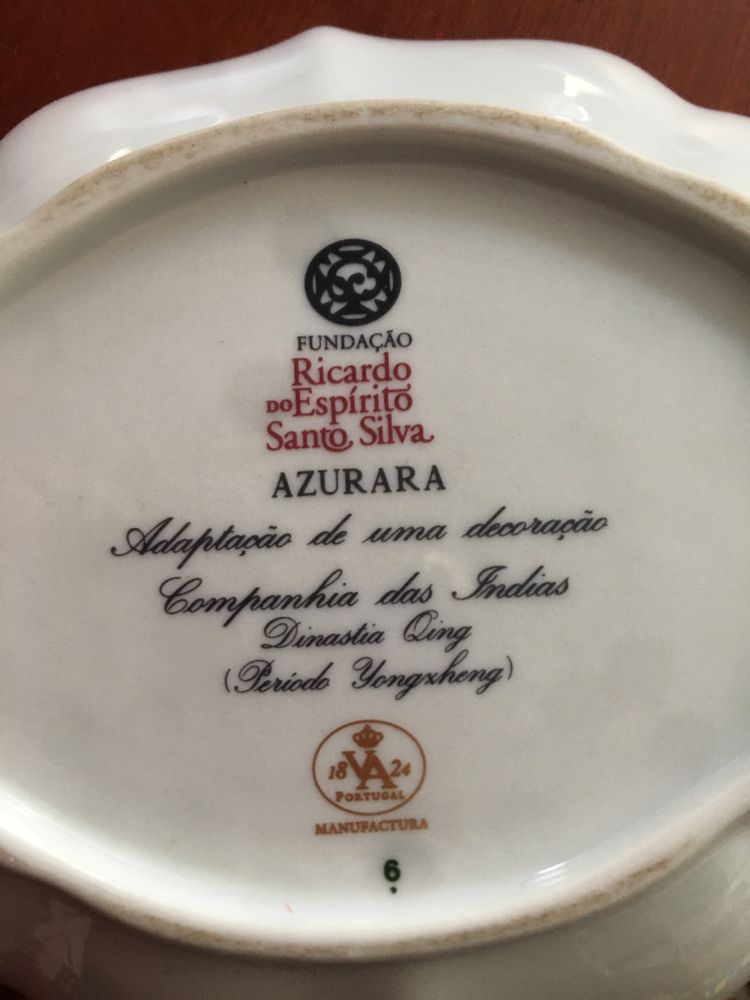 FUNDAÇÃO
Ricardo
DO Espírito
Santo Silva
AZURARA
Adaptação de uma decoração
Companhia das Indias
Dinastia Qing
(Período Yongzheng)
18 VA 24
PORTUGAL
MANUFACTURA
6